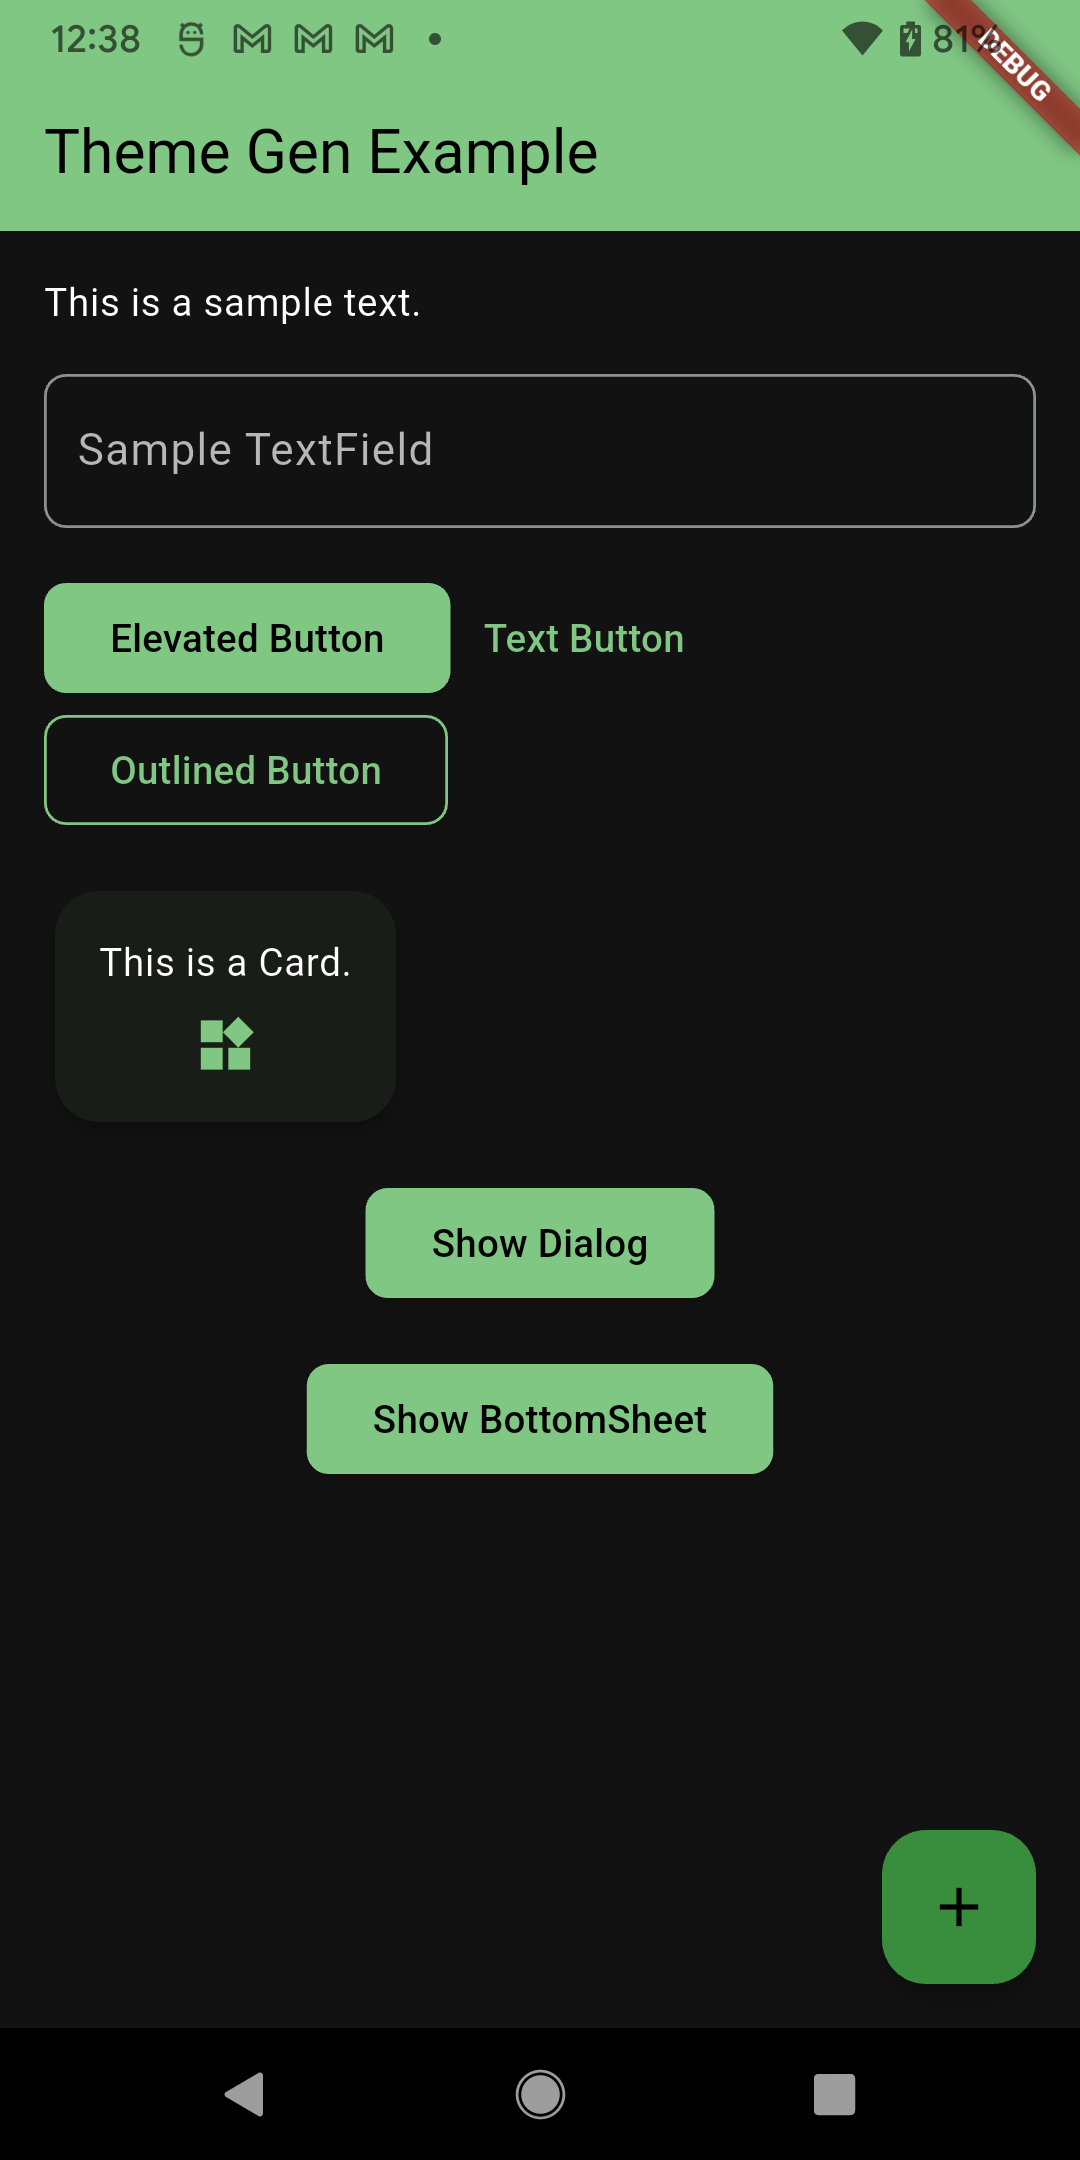 12:38 81%
DEBUG
Theme Gen Example
This is a sample text.
Sample TextField
Elevated Button Text Button
Outlined Button
This is a Card.
Show Dialog
Show BottomSheet